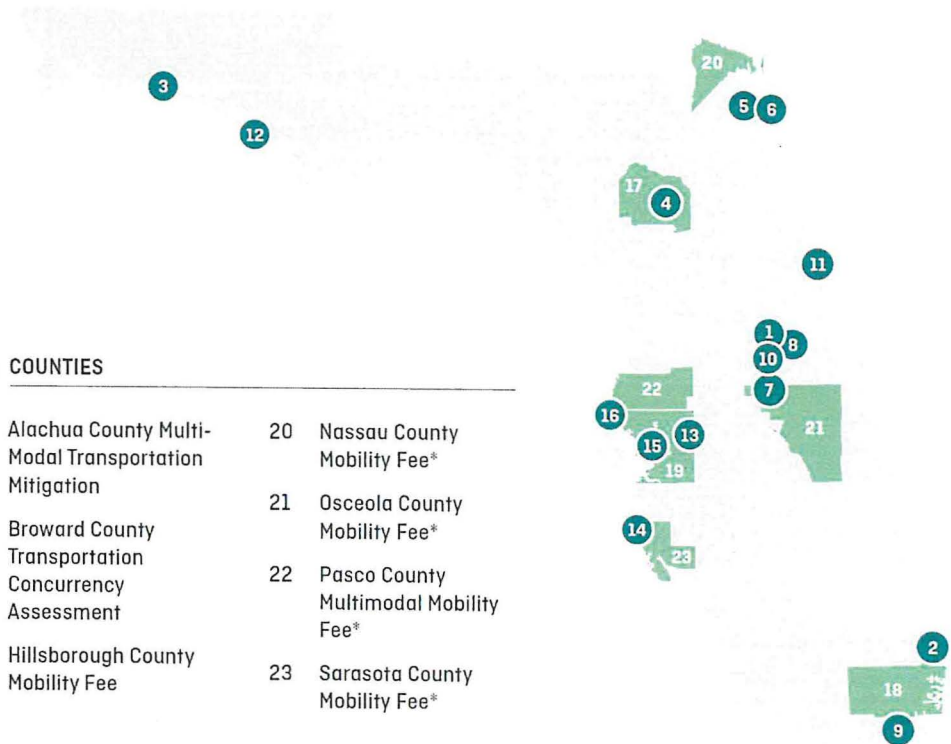 COUNTIES
Alachua County Multi-
Modal Transportation
Mitigation
Broward County
Transportation
Concurrency
Assessment
Hillsborough County
Mobility Fee
20 Nassau County
Mobility Fee*
21 Osceola County
Mobility Fee*
22 Pasco County
Multimodal Mobility
Fee*
23 Sarasota County
Mobility Fee*
20
3
5
6
12
17
4
11
1
8
10
22
7
16
13
21
15
19
14
23
2
18
9